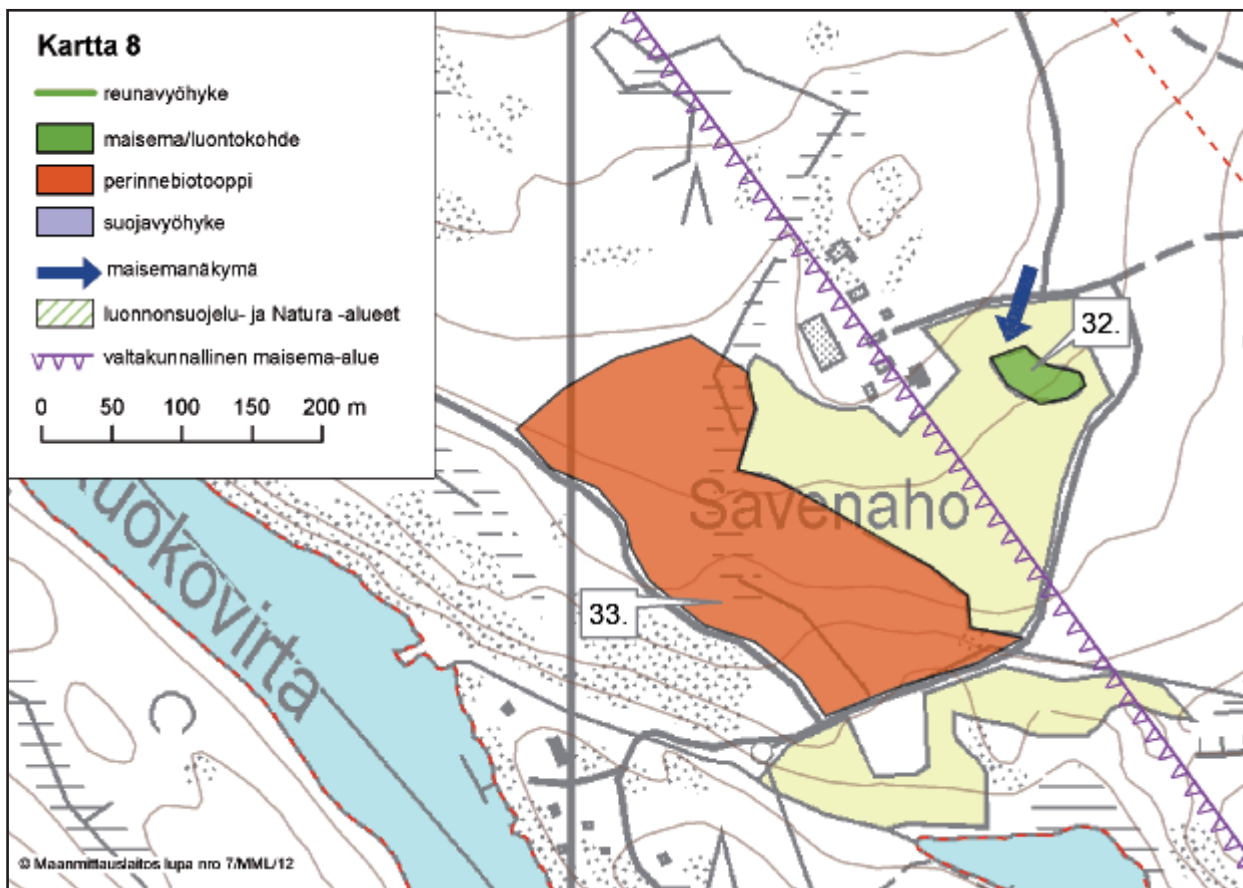 Kartta 8
reunavyöhyke
maisema/luontokohde
perinnebiotooppi
suojavyöhyke
maisemanäkymä
luonnonsuojelu- ja Natura -alueet
valtakunnallinen maisema-alue
0 50 100 150 200 m
32.
Savenaho
33.
Kuokovirta
© Maanmittauslaitos lupa nro 7/MML/12